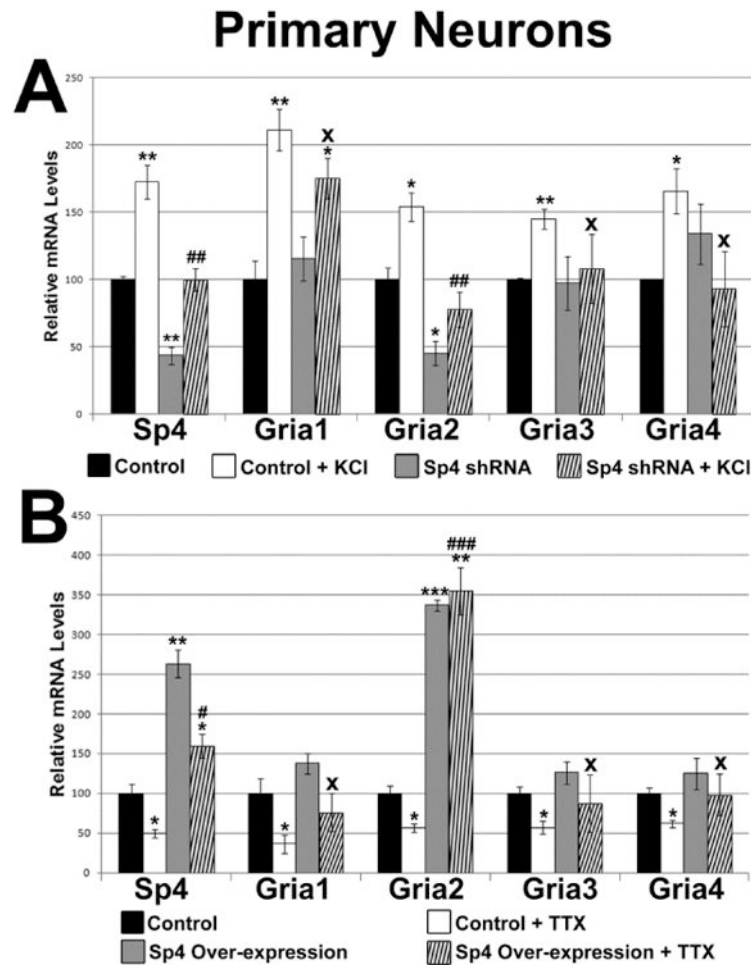 Primary Neurons
A
Relative mRNA Levels
250
200
150
100
50
0
**
**
##
**
X
*
*
*
##
**
X
*
X
Sp4 Gria1 Gria2 Gria3 Gria4
Control Control + KCl Sp4 shRNA Sp4 shRNA + KCl
B
Relative mRNA Levels
450
400
350
300
250
200
150
100
50
0
*
**
#
*
*
X
*
***
###
**
*
X
*
X
Sp4 Gria1 Gria2 Gria3 Gria4
Control Control + TTX
Sp4 Over-expression Sp4 Over-expression + TTX